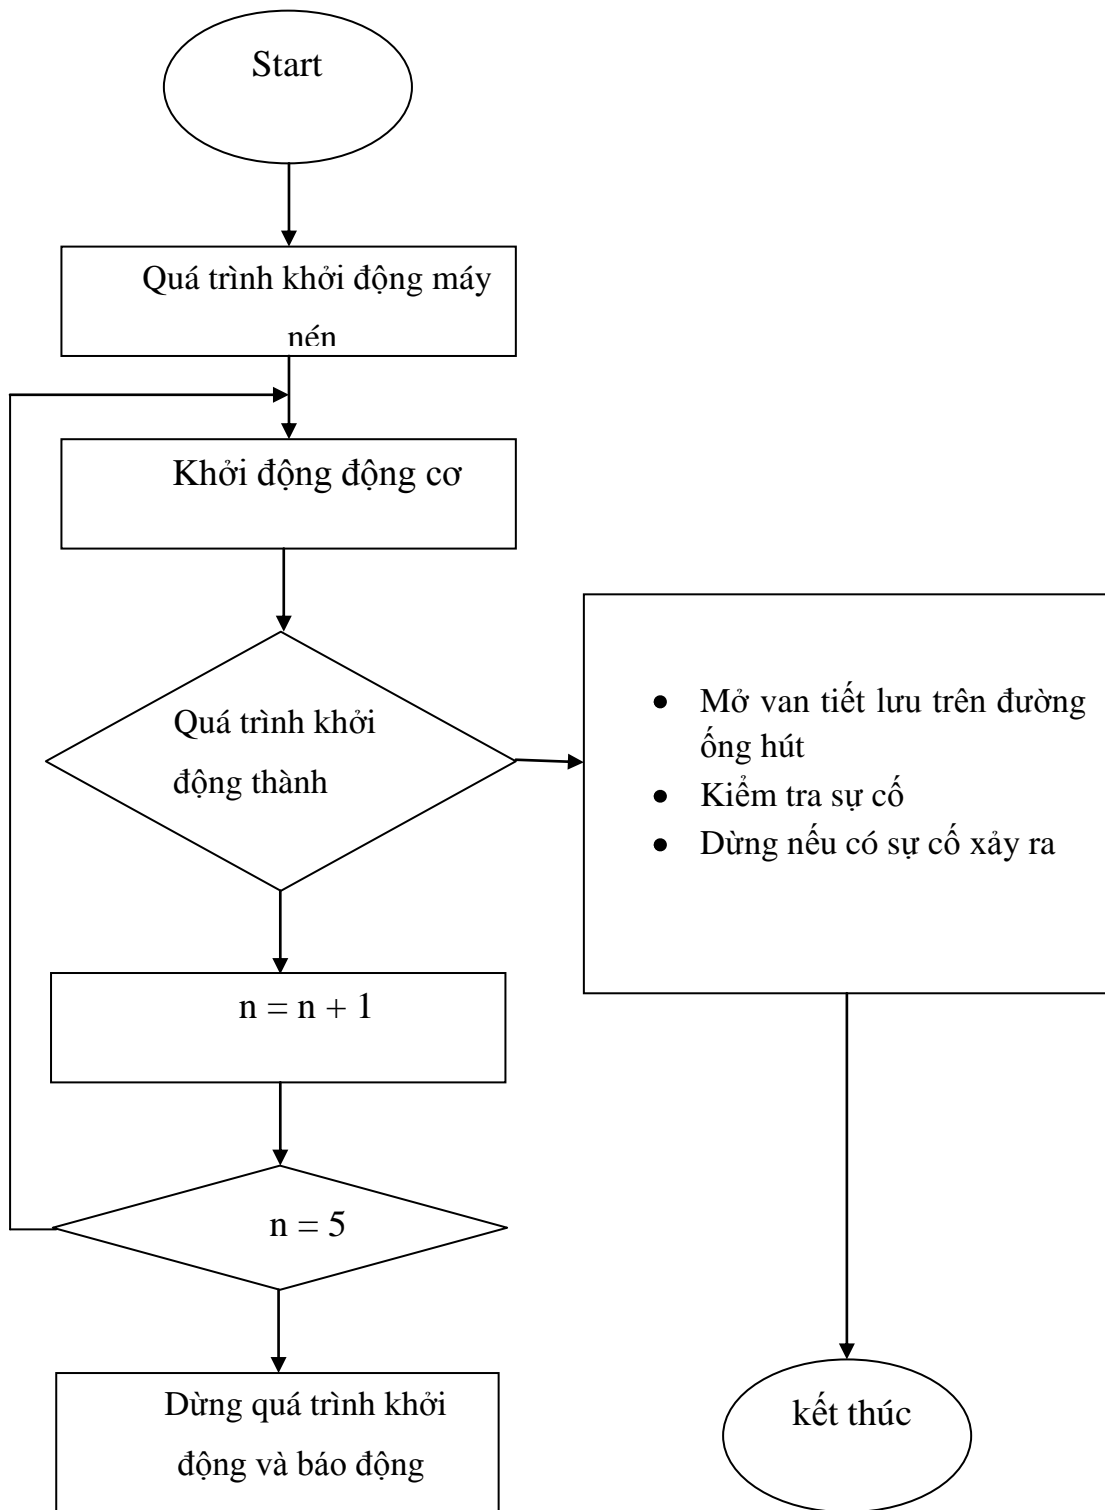 Start
Quá trình khởi động máy
nén
Khởi động động cơ
Quá trình khởi
động thành
• Mở van tiết lưu trên đường
ống hút
• Kiểm tra sự cố
• Dừng nếu có sự cố xảy ra
n = n + 1
n = 5
Dừng quá trình khởi
động và báo động
kết thúc